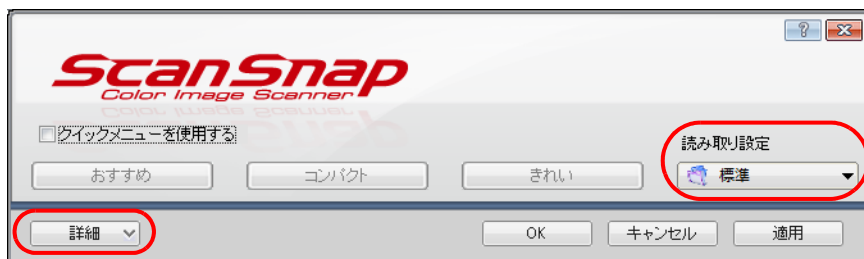 ?
ScanSnap
Color Image Scanner
クイックメニューを使用する
読み取り設定
おすすめ
コンパクト
きれい
標準
詳細
OK
キャンセル
適用